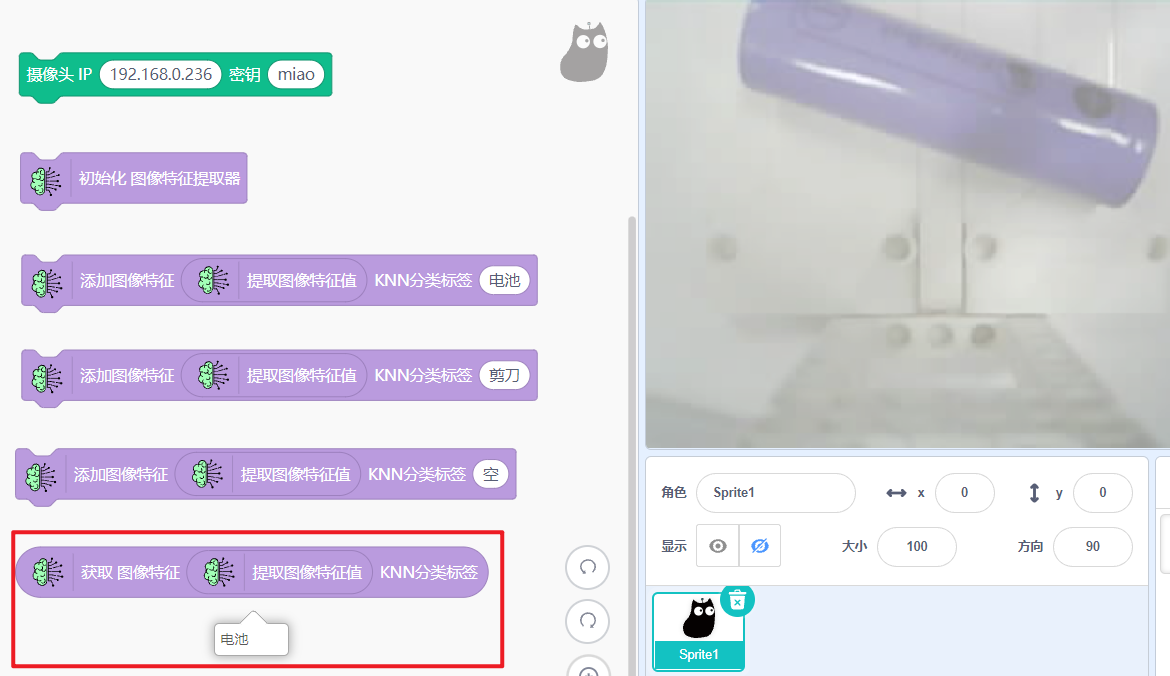 摄像头 IP 192.168.0.236 密钥 miao
初始化 图像特征提取器
添加图像特征 提取图像特征值 KNN分类标签 电池
添加图像特征 提取图像特征值 KNN分类标签 剪刀
添加图像特征 提取图像特征值 KNN分类标签 空
获取 图像特征 提取图像特征值 KNN分类标签
电池
角色 Sprite1 x 0 y 0
显示 大小 100 方向 90
Sprite1